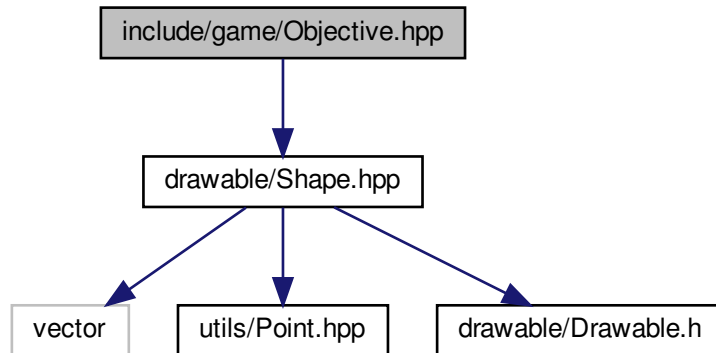 include/game/Objective.hpp
drawable/Shape.hpp
vector
utils/Point.hpp
drawable/Drawable.h